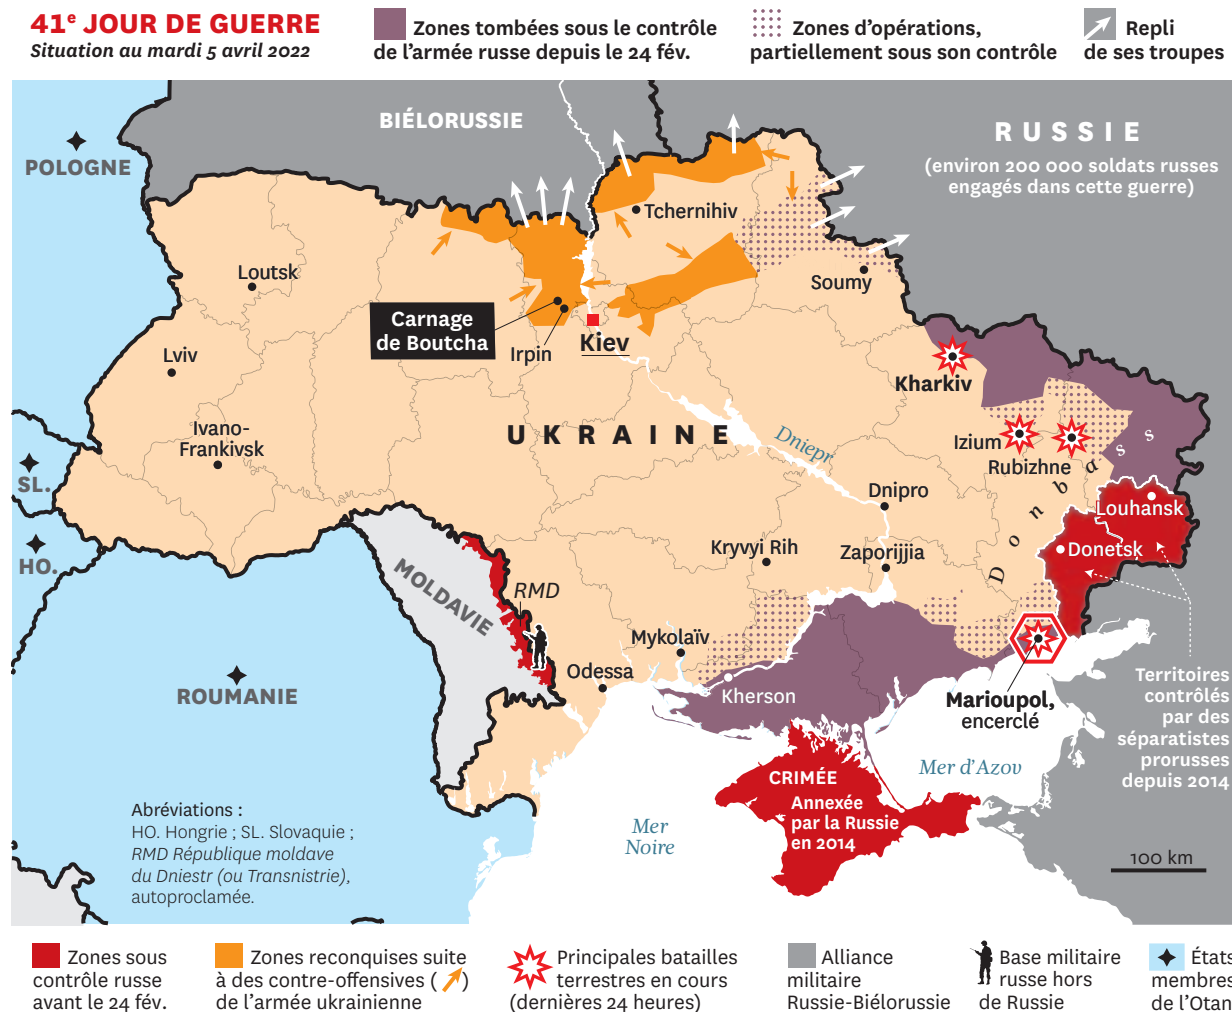 41e JOUR DE GUERRE
Situation au mardi 5 avril 2022
Zones tombées sous le contrôle
de l'armée russe depuis le 24 fév.
Zones d'opérations,
partiellement sous son contrôle
Repli
de ses troupes
POLOGNE
BIÉLORUSSIE
RUSSIE
(environ 200 000 soldats russes
engagés dans cette guerre)
Tchernihiv
Loutsk
Soumy
Carnage
de Boutcha
Irpin
Kiev
Lviv
Kharkiv
Ivano-
Frankivsk
UKRAINE
Dniepr
Izium
Rubizhne
Donbass
SL.
HO.
Dnipro
Louhansk
Donetsk
Kryvyi Rih
Zaporijjia
MOLDAVIE
RMD
Mykolaïv
Odessa
ROUMANIE
Kherson
Marioupol,
encerclé
Territoires
contrôlés
par des
séparatistes
prorusses
depuis 2014
Mer d'Azov
CRIMÉE
Annexée
par la Russie
en 2014
Mer
Noire
Abréviations :
HO. Hongrie ; SL. Slovaquie ;
RMD République moldave
du Dniestr (ou Transnistrie),
autoproclamée.
100 km
Zones sous
contrôle russe
avant le 24 fév.
Zones reconquises suite
à des contre-offensives ( )
de l'armée ukrainienne
Principales batailles
terrestres en cours
(dernières 24 heures)
Alliance
militaire
Russie-Biélorussie
Base militaire
russe hors
de Russie
États
membres
de l'Otan